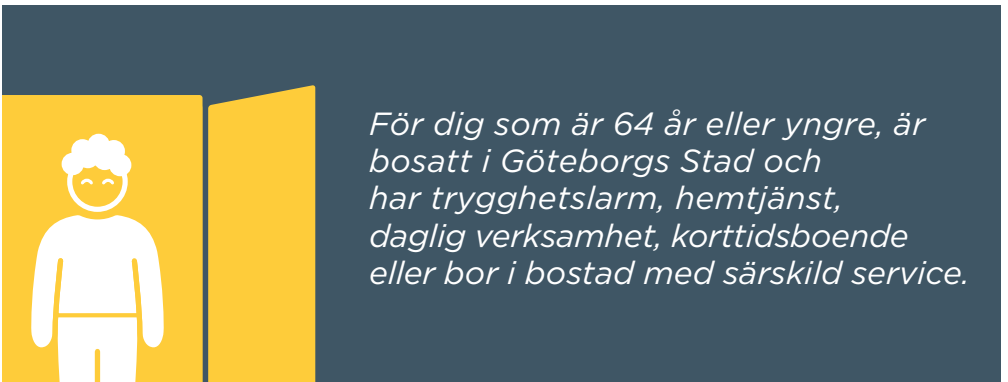 För dig som är 64 år eller yngre, är
bosatt i Göteborgs Stad och
har trygghetslarm, hemtjänst,
daglig verksamhet, korttidsboende
eller bor i bostad med särskild service.